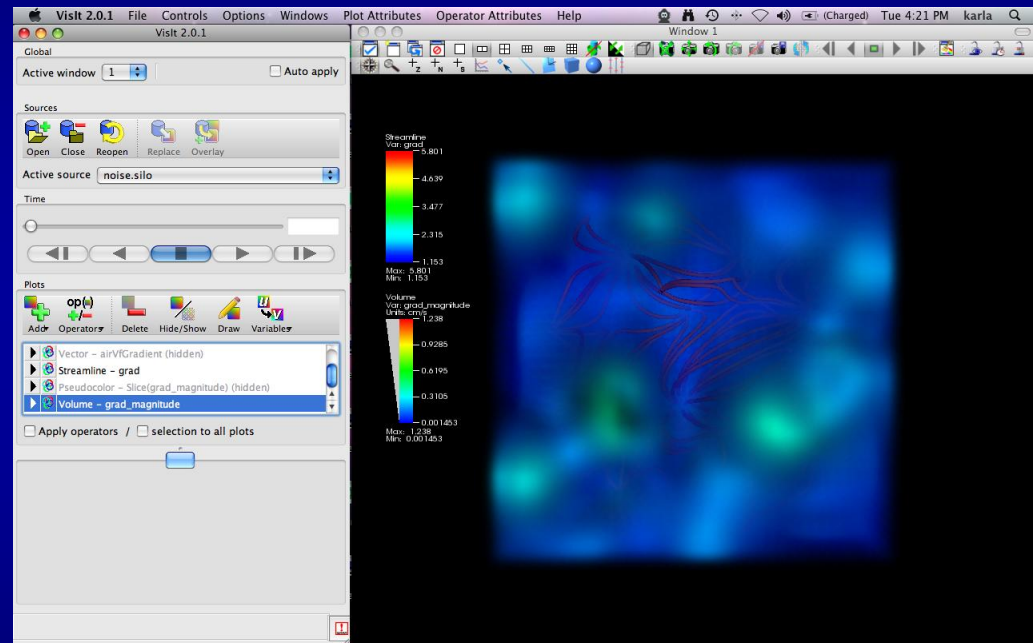 VisIt 2.0.1 File Controls Options Windows Plot Attributes Operator Attributes Help (Charged) Tue 4:21 PM karla
VisIt 2.0.1
Global
Active window 1 Auto apply
Sources
Open Close Reopen Replace Overlay
Active source noise.silo
Time
Plots
op(=)
+/-
Add Operators Delete Hide/Show Draw Variables
Vector – airVfGradient (hidden)
Streamline – grad
Pseudocolor – Slice(grad_magnitude) (hidden)
Volume – grad_magnitude
Apply operators / selection to all plots
Window 1
Streamline
Var: grad
5.801
4.639
3.477
2.315
1.153
Max: 5.801
Min: 1.153
Volume
Var: grad_magnitude
Units: cm/s
1.238
0.9285
0.6195
0.3105
0.001453
Max: 1.238
Min: 0.001453